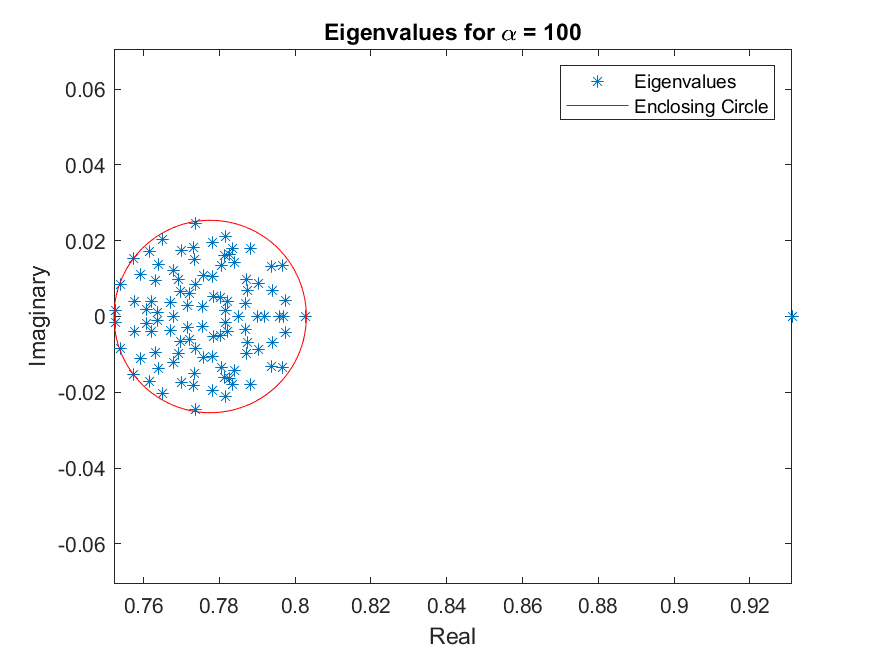 Eigenvalues for α = 100
Eigenvalues
Enclosing Circle
0.06
0.04
0.02
0
-0.02
-0.04
-0.06
Imaginary
0.76 0.78 0.8 0.82 0.84 0.86 0.88 0.9 0.92
Real